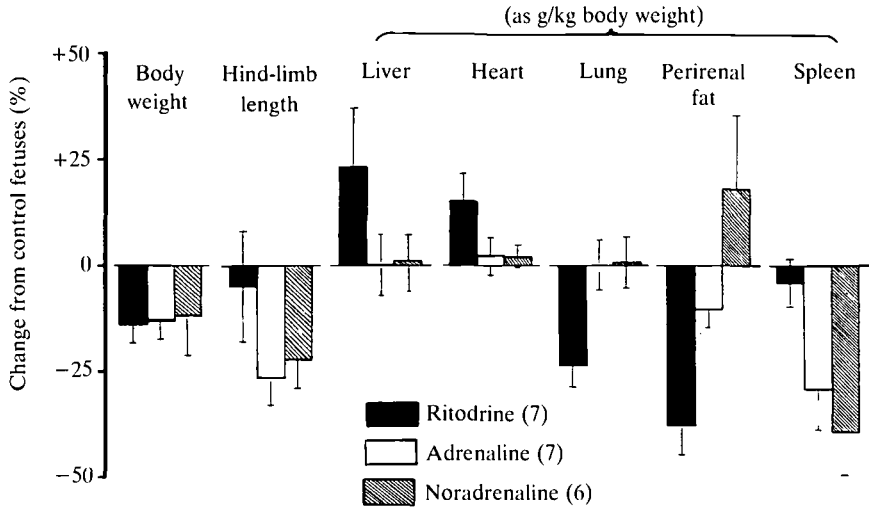 (as g/kg body weight)
Body weight
Hind-limb length
Liver
Heart
Lung
Perirenal fat
Spleen
Change from control fetuses (%)
+50
+25
0
−25
−50
Ritodrine (7)
Adrenaline (7)
Noradrenaline (6)